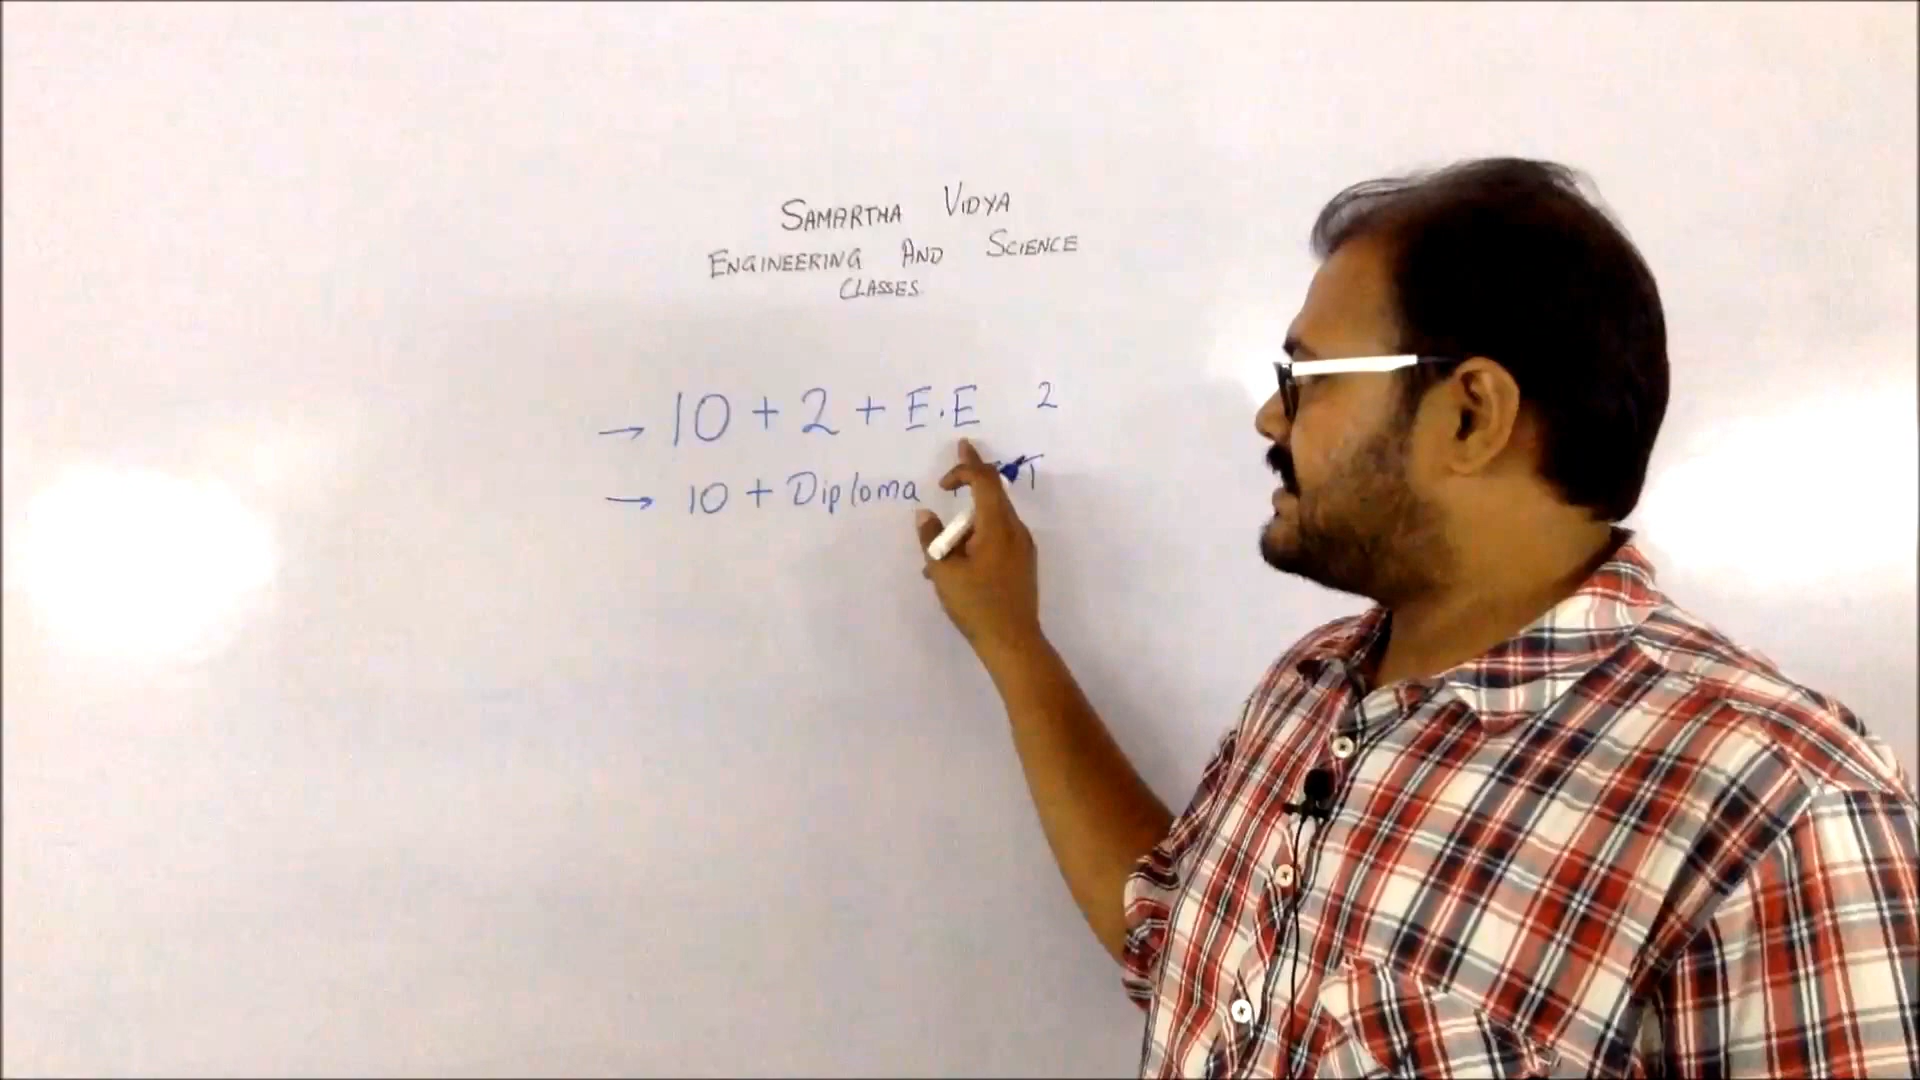 SAMARTHA VIDYA
ENGINEERING AND SCIENCE
CLASSES
→ 10 + 2 + E.E 2
→ 10 + Diploma +